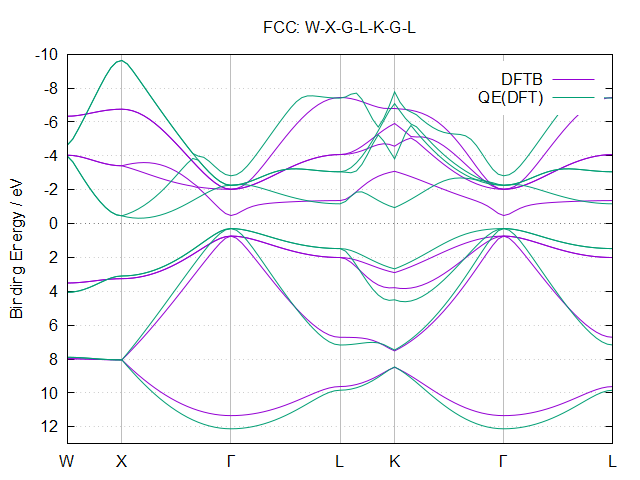 FCC: W-X-G-L-K-G-L
DFTB
QE(DFT)
Binding Energy / eV
-10
-8
-6
-4
-2
0
2
4
6
8
10
12
W X Γ L K Γ L